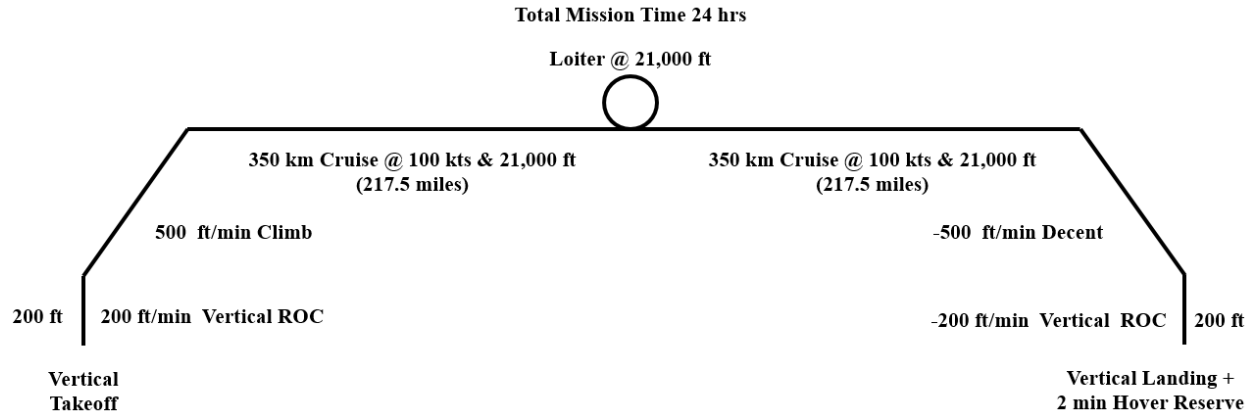 Total Mission Time 24 hrs
Loiter @ 21,000 ft
350 km Cruise @ 100 kts & 21,000 ft
(217.5 miles)
350 km Cruise @ 100 kts & 21,000 ft
(217.5 miles)
500 ft/min Climb
-500 ft/min Decent
200 ft
200 ft/min Vertical ROC
-200 ft/min Vertical ROC
200 ft
Vertical
Takeoff
Vertical Landing +
2 min Hover Reserve